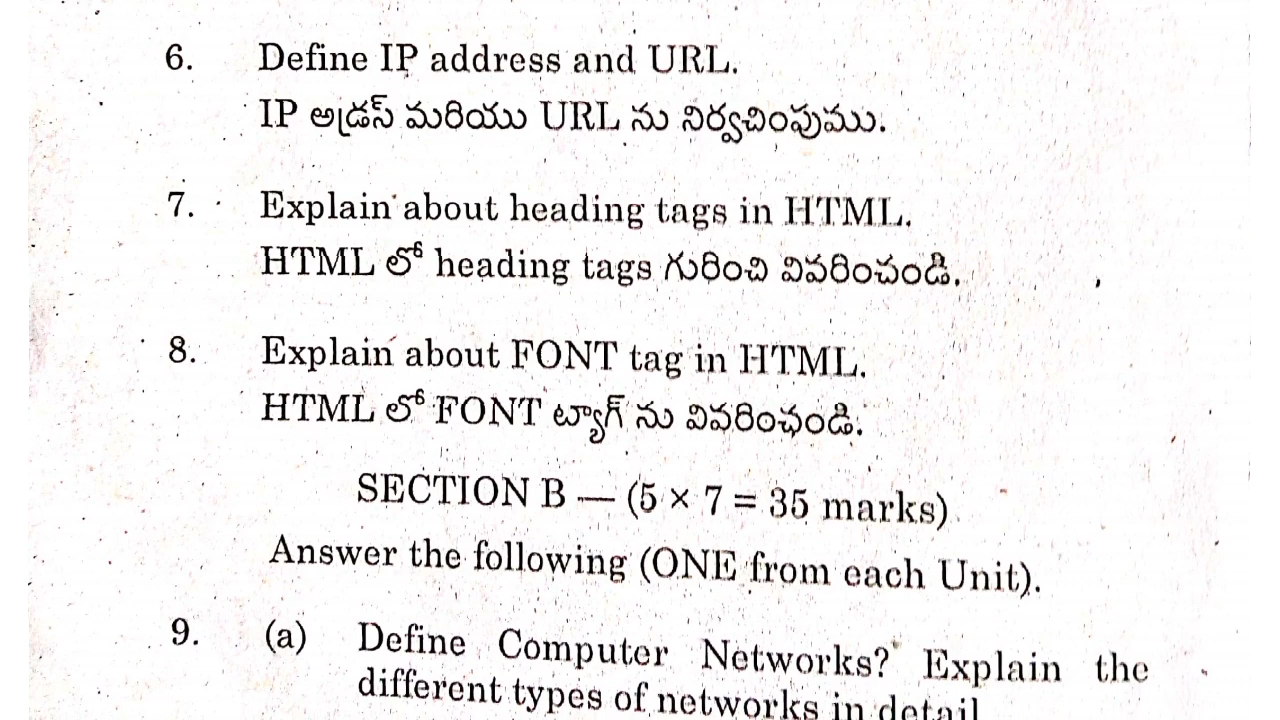 6. Define IP address and URL.
IP అడ్రస్ మరియు URL ను నిర్వచింపుము.
7. Explain about heading tags in HTML.
HTML లో heading tags గురించి వివరించండి.
8. Explain about FONT tag in HTML.
HTML లో FONT ట్యాగ్ ను వివరించండి.
SECTION B — (5 × 7 = 35 marks)
Answer the following (ONE from each Unit).
9. (a) Define Computer Networks? Explain the
different types of networks in detail